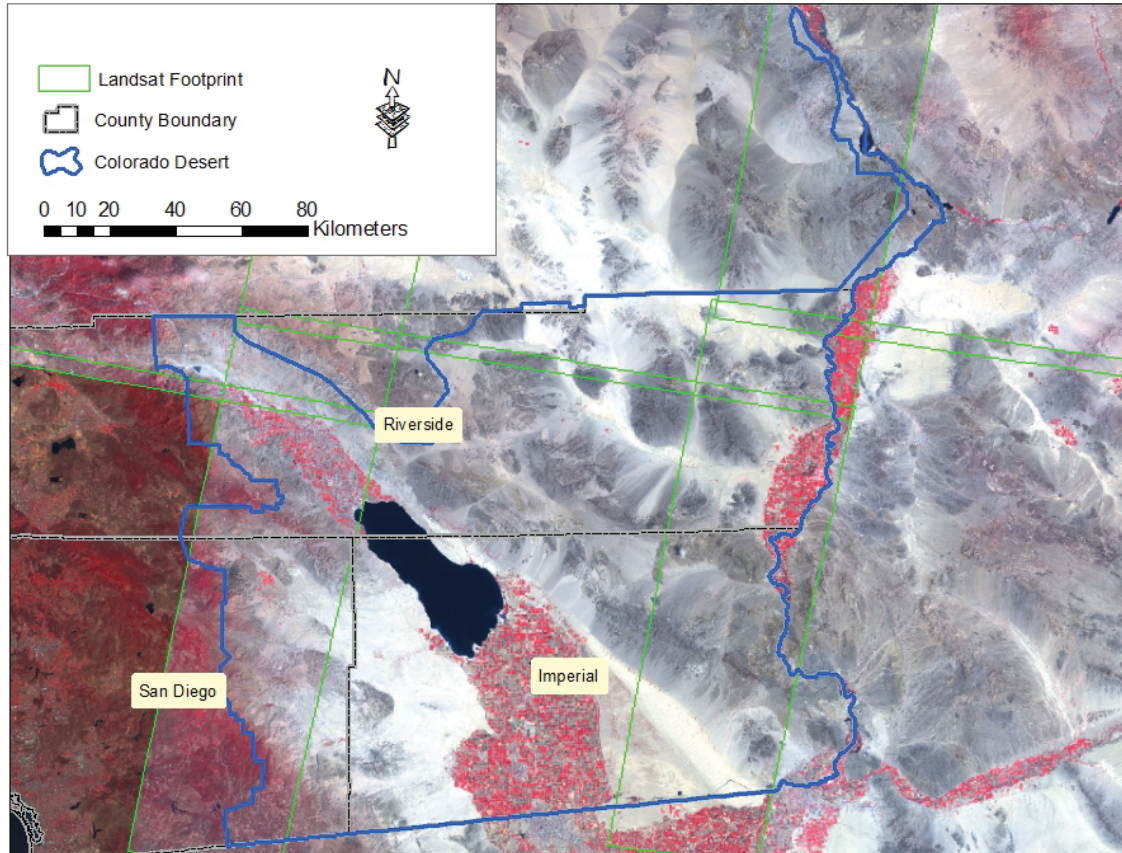 N
Landsat Footprint
County Boundary
Colorado Desert
0 10 20 40 60 80
Kilometers
Riverside
Imperial
San Diego